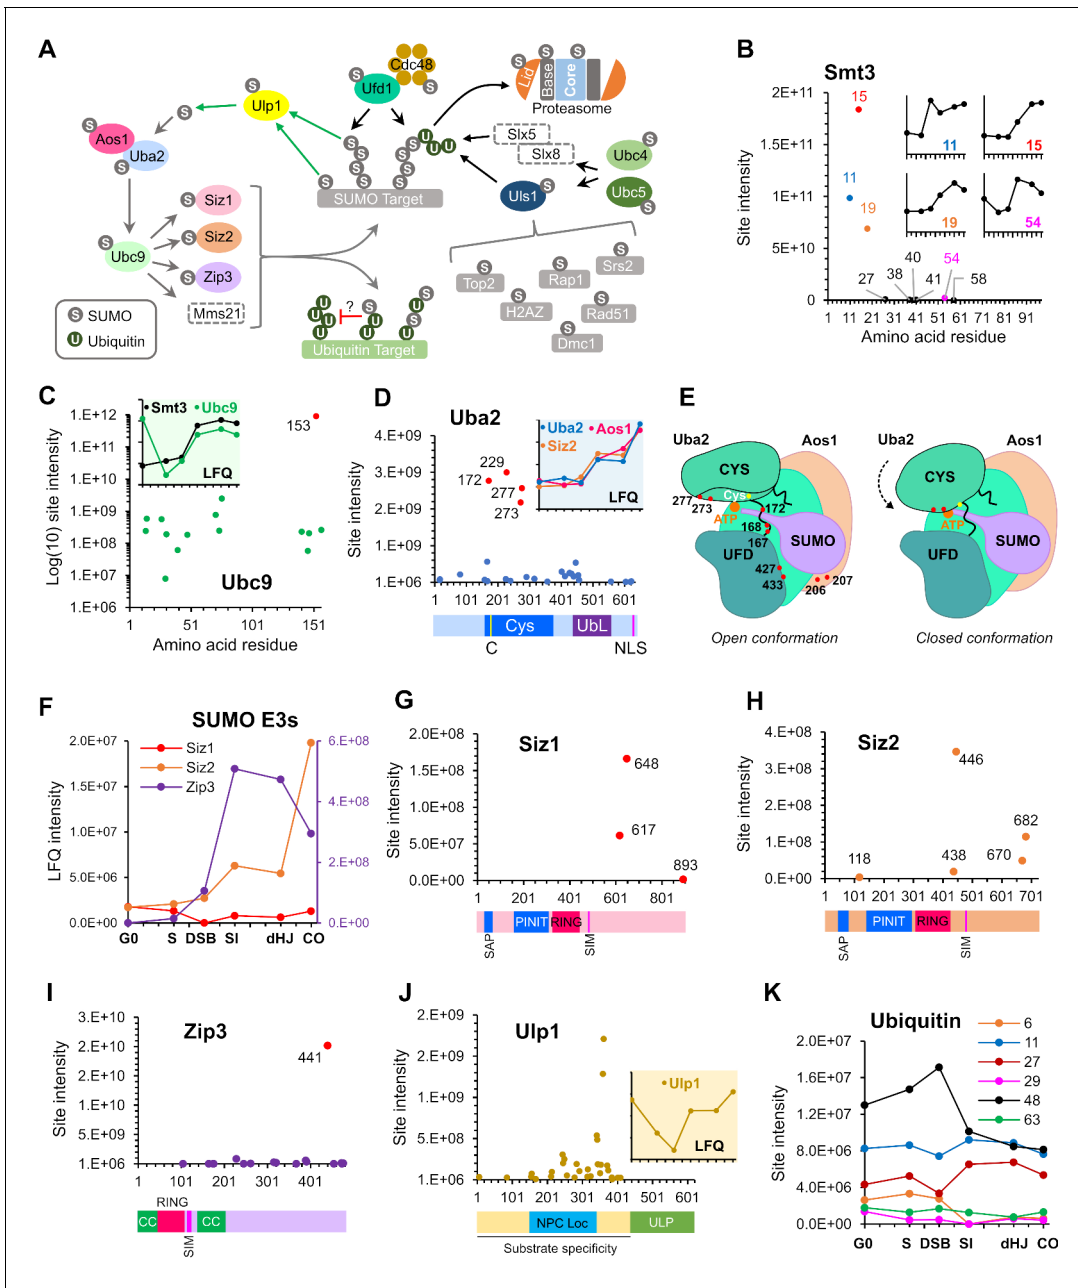 A
S
Cdc48
S
Ufd1
S
S
Ulp1
S
S
Aos1
Uba2
S
S
S
S
S
S
S
S
S
SUMO Target
U
U
U
S
S
S
Lid
Base
Core
Proteasome
Slx5
Slx8
Ubc4
S
Ubc5
S
Uls1
S
S
Siz1
S
Siz2
S
Zip3
S
Ubc9
Mms21
S
SUMO
U
Ubiquitin
?
U
U
U
U
S
U
S
S
U
U
Ubiquitin Target
S
Top2
S
Rap1
S
Srs2
S
H2AZ
S
Rad51
S
Dmc1
B
Smt3
Site intensity
2.E+11
2.E+11
1.E+11
5.E+10
0
15
11
19
27
38
40
41
54
58
11
15
19
54
1 11 21 31 41 51 61 71 81 91
Amino acid residue
C
Log(10) site intensity
1.E+12
1.E+11
1.E+10
1.E+09
1.E+08
1.E+07
1.E+06
Smt3 Ubc9
LFQ
153
Ubc9
1 51 101 151
Amino acid residue
D
Uba2
Site intensity
4.E+09
3.E+09
2.E+09
1.E+09
1.E+06
229
172
277
273
Uba2 Aos1
Siz2
LFQ
1 101 201 301 401 501 601
Cys
UbL
C
NLS
E
Uba2
Aos1
CYS
Cys
ATP
277
273
172
168
167
SUMO
UFD
427
433
206
207
Open conformation
Uba2
Aos1
CYS
ATP
SUMO
UFD
Closed conformation
F
SUMO E3s
LFQ intensity
2.0E+07
1.5E+07
1.0E+07
5.0E+06
0.0E+00
Siz1
Siz2
Zip3
6.E+08
4.E+08
2.E+08
0.E+00
G0 S DSB SI dHJ CO
G
Siz1
Site intensity
2.0E+08
1.5E+08
1.0E+08
5.0E+07
0.0E+00
648
617
893
1 201 401 601 801
PINIT
RING
SAP
SIM
H
Siz2
Site intensity
4.E+08
3.E+08
2.E+08
1.E+08
0.E+00
446
682
670
438
118
1 101 201 301 401 501 601 701
PINIT
RING
SAP
SIM
I
Zip3
Site intensity
3.E+10
2.E+10
2.E+10
1.E+10
5.E+09
1.E+06
441
1 101 201 301 401
RING
CC
CC
SIM
J
Ulp1
Site intensity
2.E+09
2.E+09
1.E+09
5.E+08
1.E+06
Ulp1
LFQ
1 101 201 301 401 501 601
NPC Loc
ULP
Substrate specificity
K
Ubiquitin
Site intensity
1.6E+07
1.2E+07
8.0E+06
4.0E+06
0.0E+00
6
11
27
29
48
63
G0 S DSB SI dHJ CO